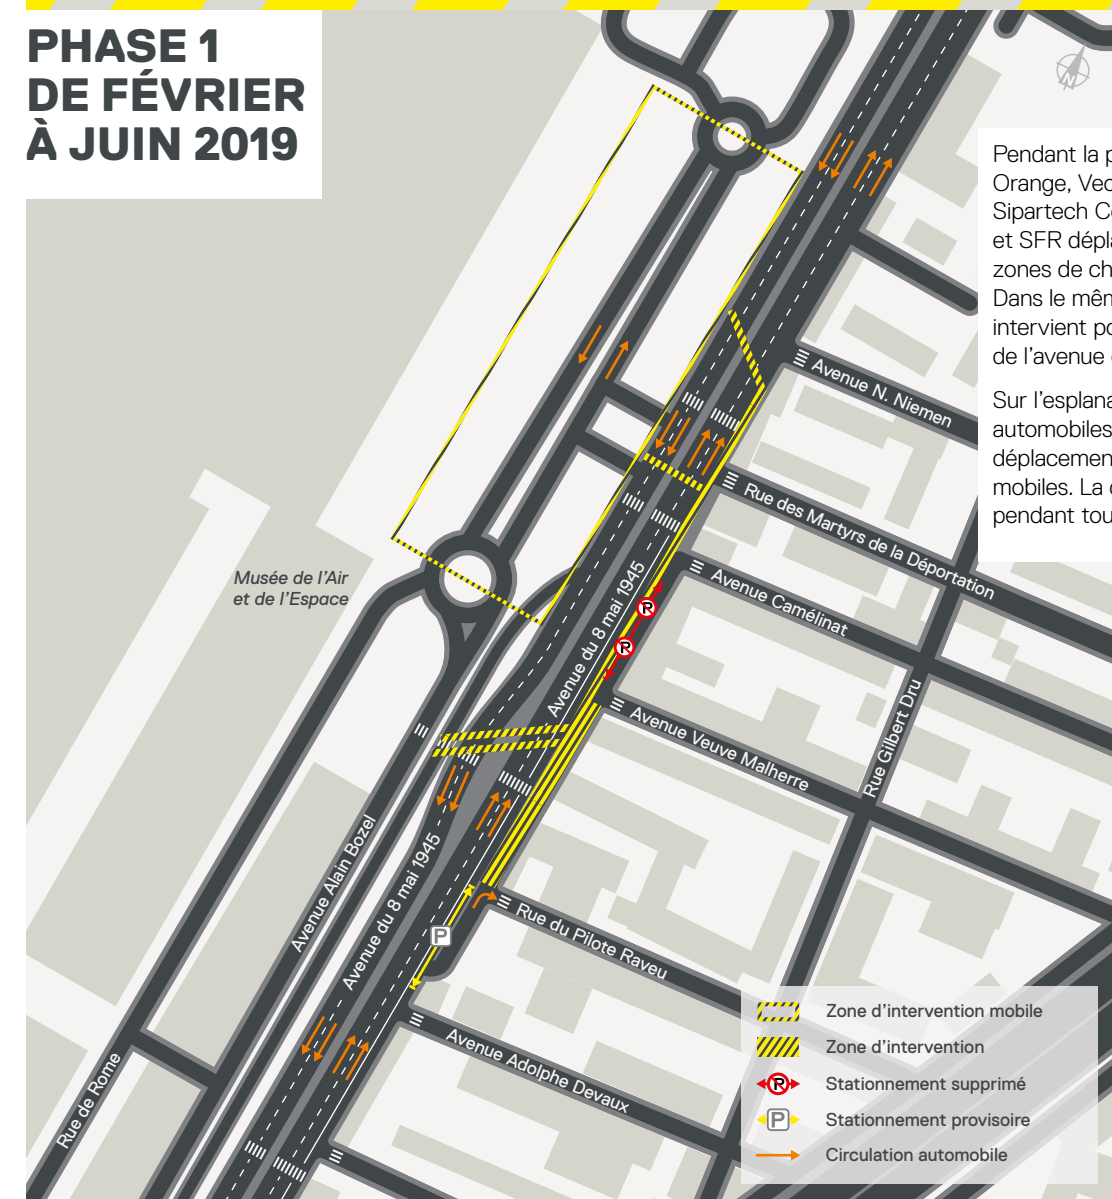 PHASE 1
DE FÉVRIER
À JUIN 2019
N
Pendant la p
Orange, Ved
Sipartech Co
et SFR dépla
zones de ch
Dans le mêm
intervient po
de l'avenue
Sur l'esplana
automobiles
déplacemen
mobiles. La
pendant tou
Avenue N. Niemen
Rue des Martyrs de la Déportation
Musée de l'Air
et de l'Espace
Avenue Camélinat
Avenue du 8 mai 1945
P
P
Avenue Veuve Malherre
Rue Gilbert Dru
Avenue Alain Bozel
Avenue du 8 mai 1945
Rue du Pilote Raveu
P
Avenue Adolphe Devaux
Rue de Rome
Zone d'intervention mobile
Zone d'intervention
P Stationnement supprimé
P Stationnement provisoire
Circulation automobile